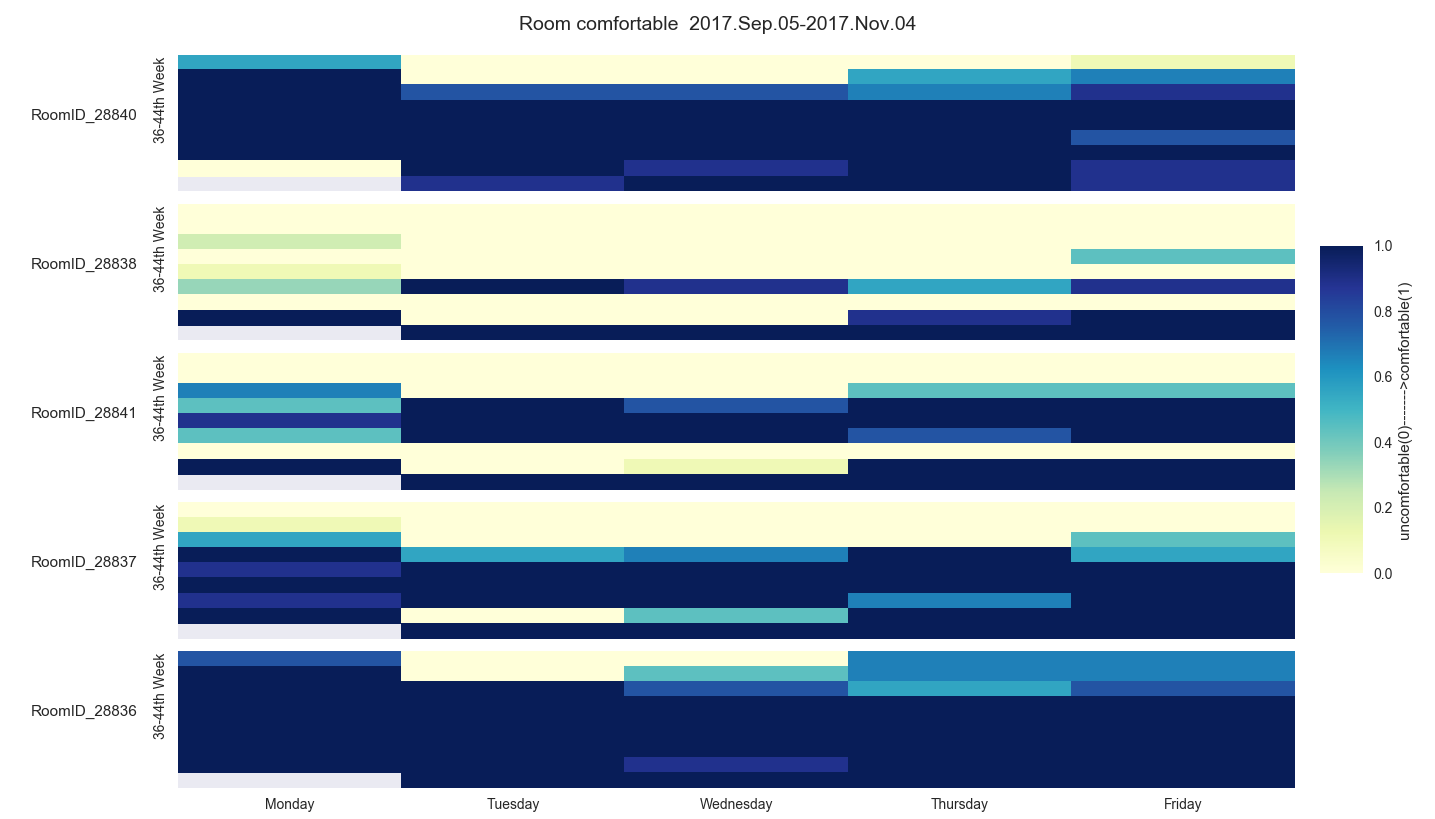 Room comfortable  2017.Sep.05-2017.Nov.04
RoomID_28840
36-44th Week
RoomID_28838
36-44th Week
RoomID_28841
36-44th Week
RoomID_28837
36-44th Week
RoomID_28836
36-44th Week
Monday Tuesday Wednesday Thursday Friday
1.0
0.8
0.6
0.4
0.2
0.0
uncomfortable(0)-------->comfortable(1)